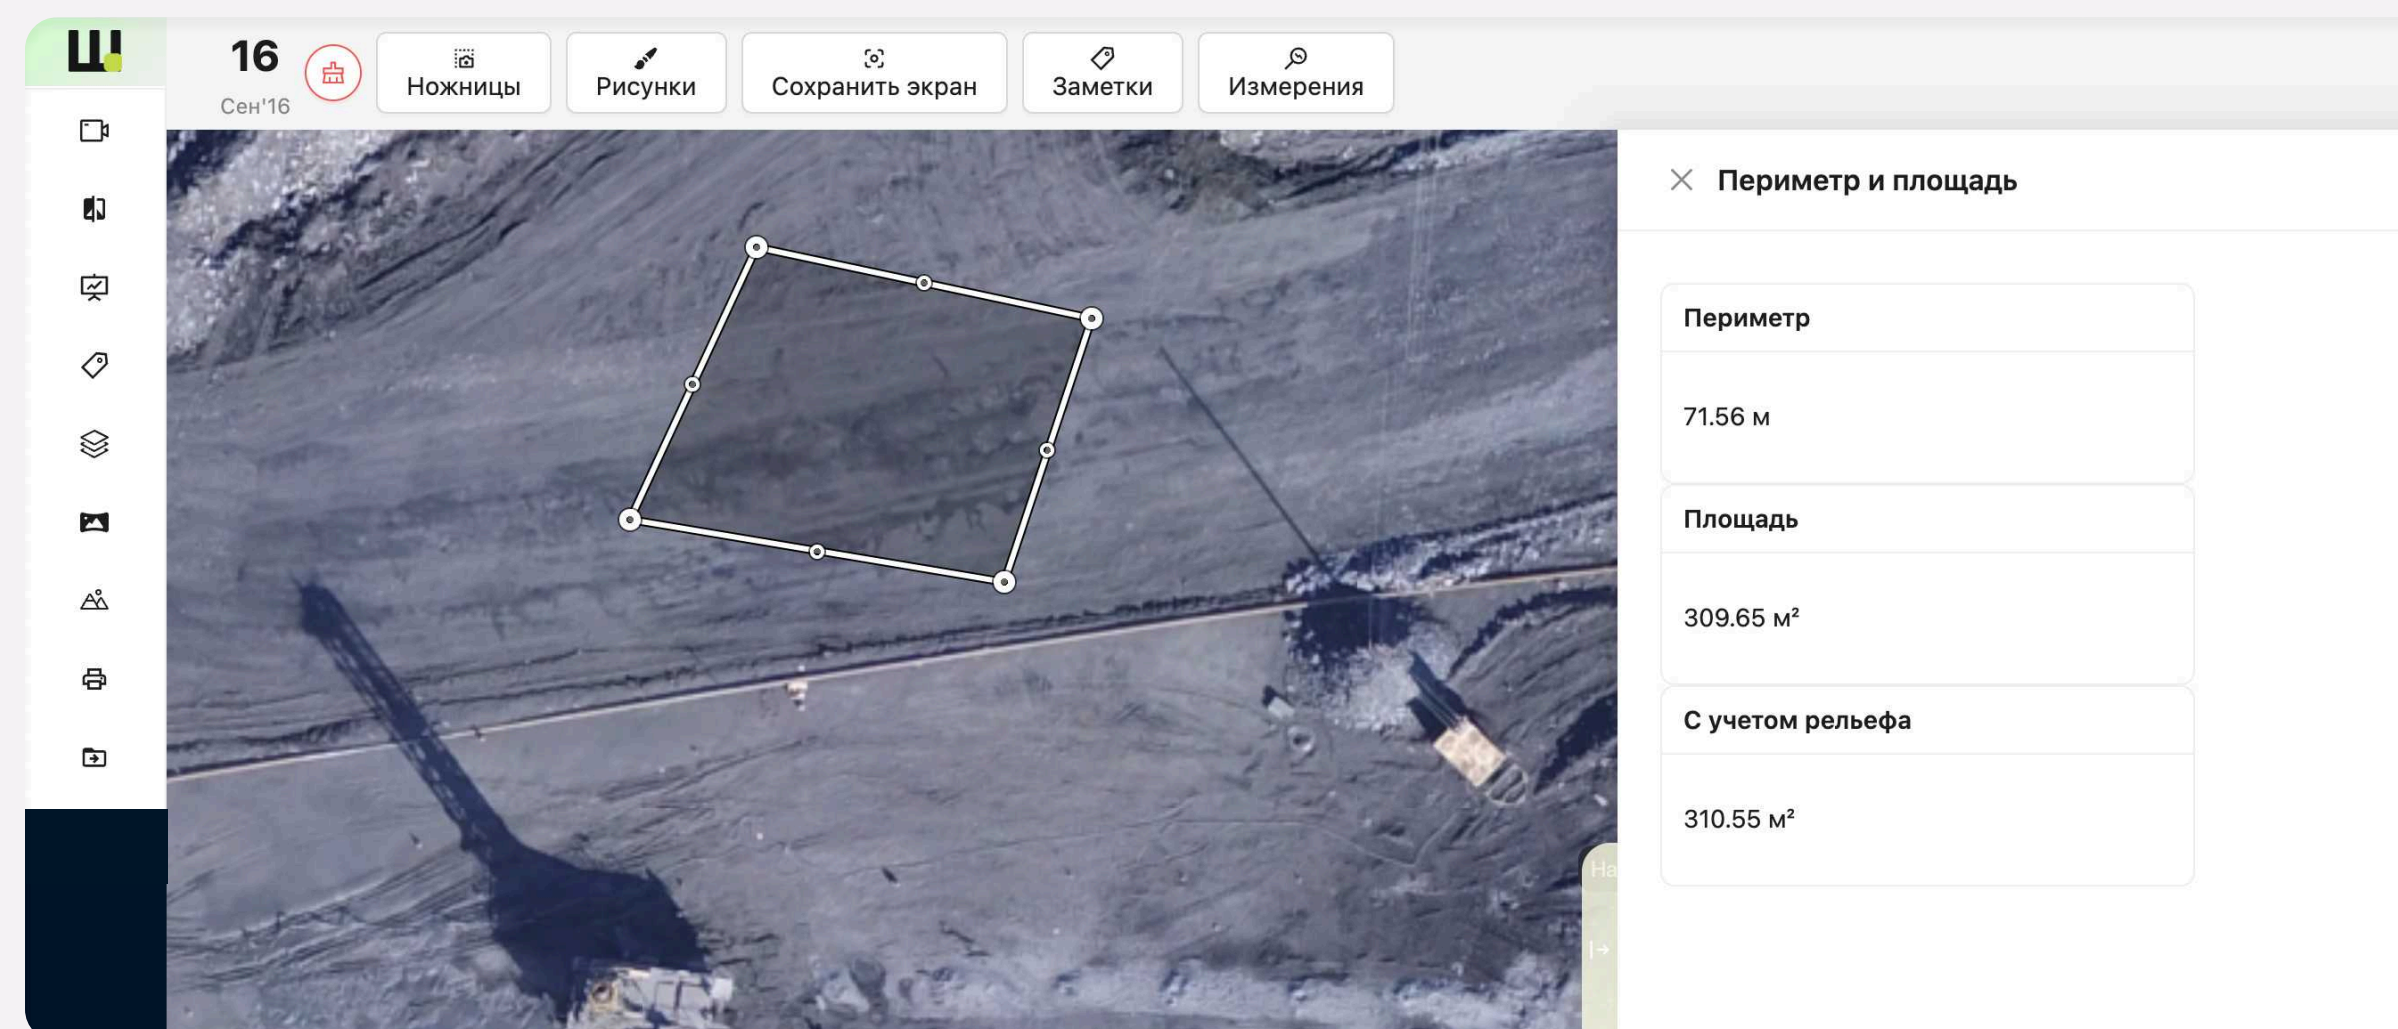 Щ
16
Сен'16
Ножницы
Рисунки
Сохранить экран
Заметки
Измерения
Периметр и площадь
Периметр
71.56 м
Площадь
309.65 м²
С учетом рельефа
310.55 м²